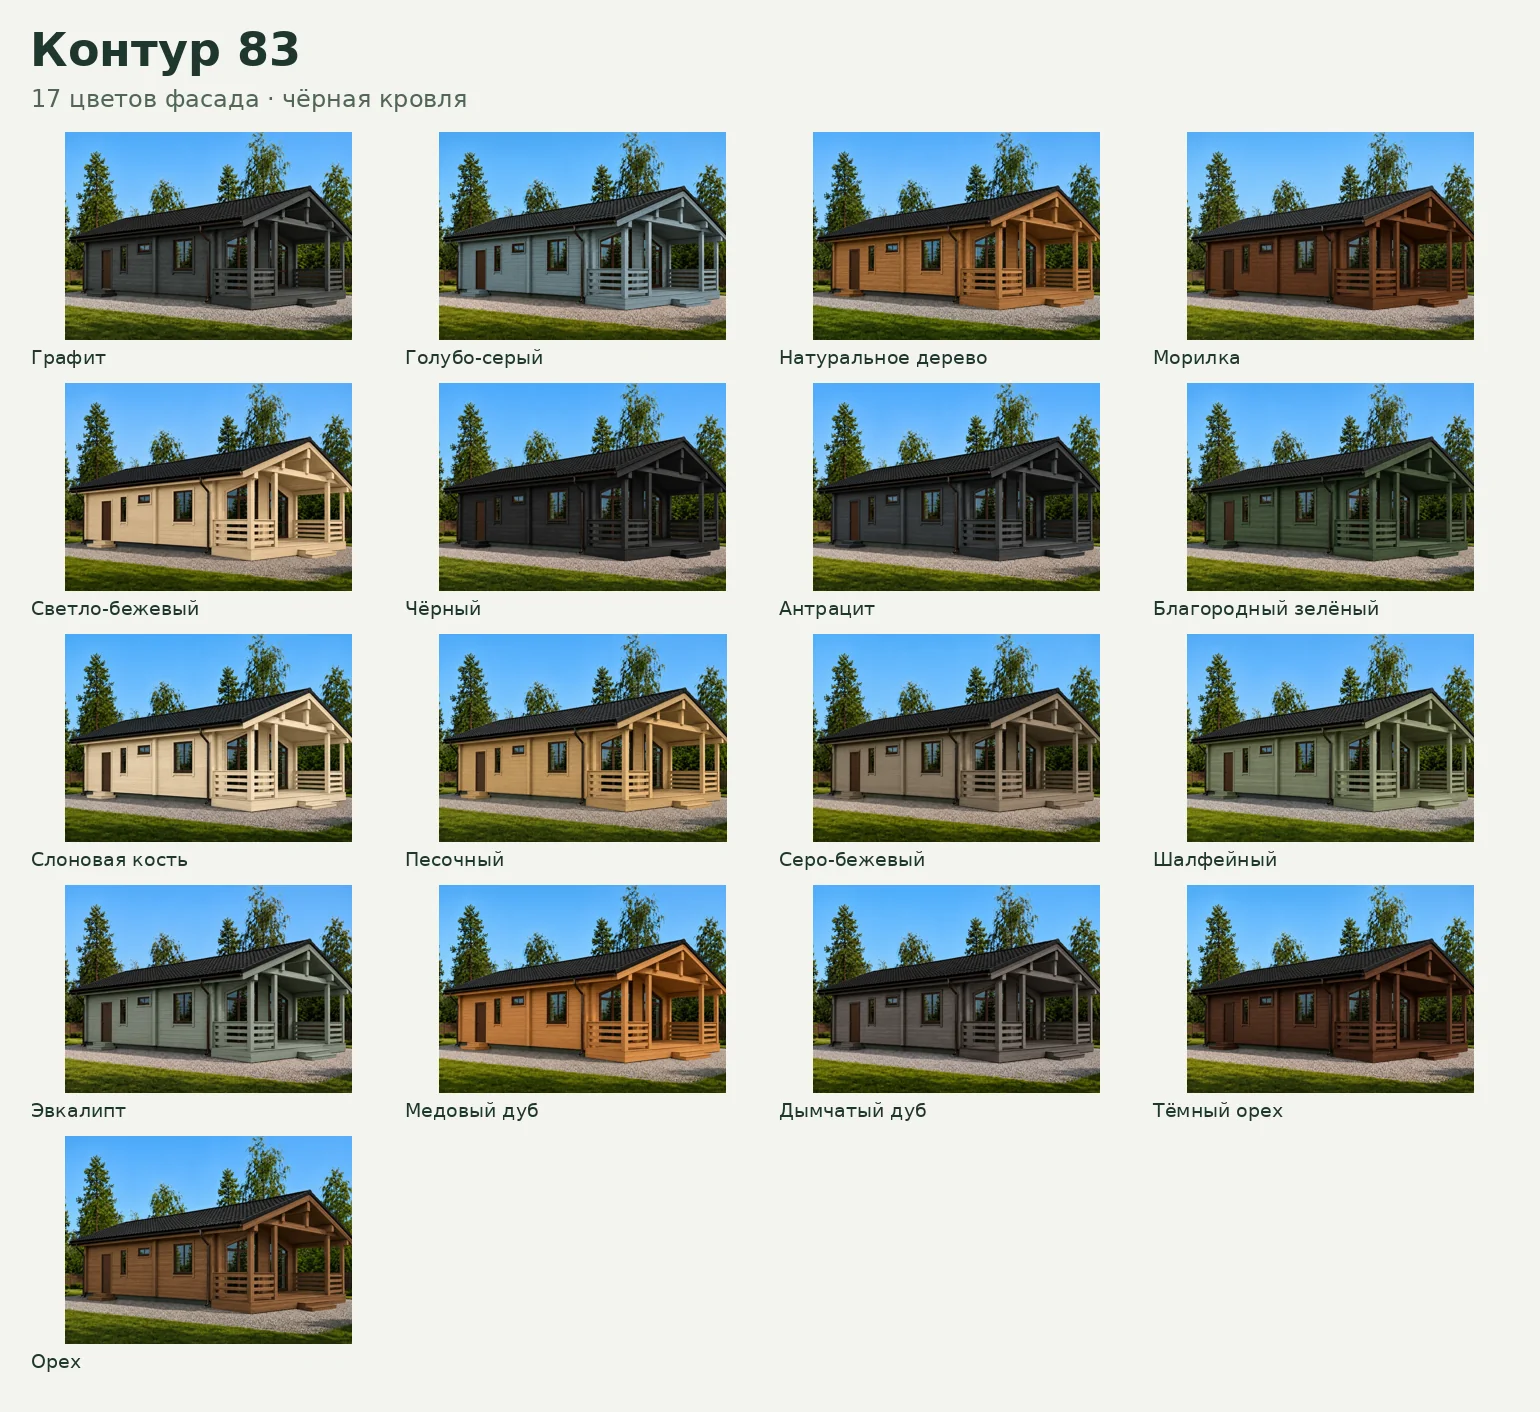 Контур 83
17 цветов фасада · чёрная кровля
Графит
Голубо-серый
Натуральное дерево
Морилка
Светло-бежевый
Чёрный
Антрацит
Благородный зелёный
Слоновая кость
Песочный
Серо-бежевый
Шалфейный
Эвкалипт
Медовый дуб
Дымчатый дуб
Тёмный орех
Орех